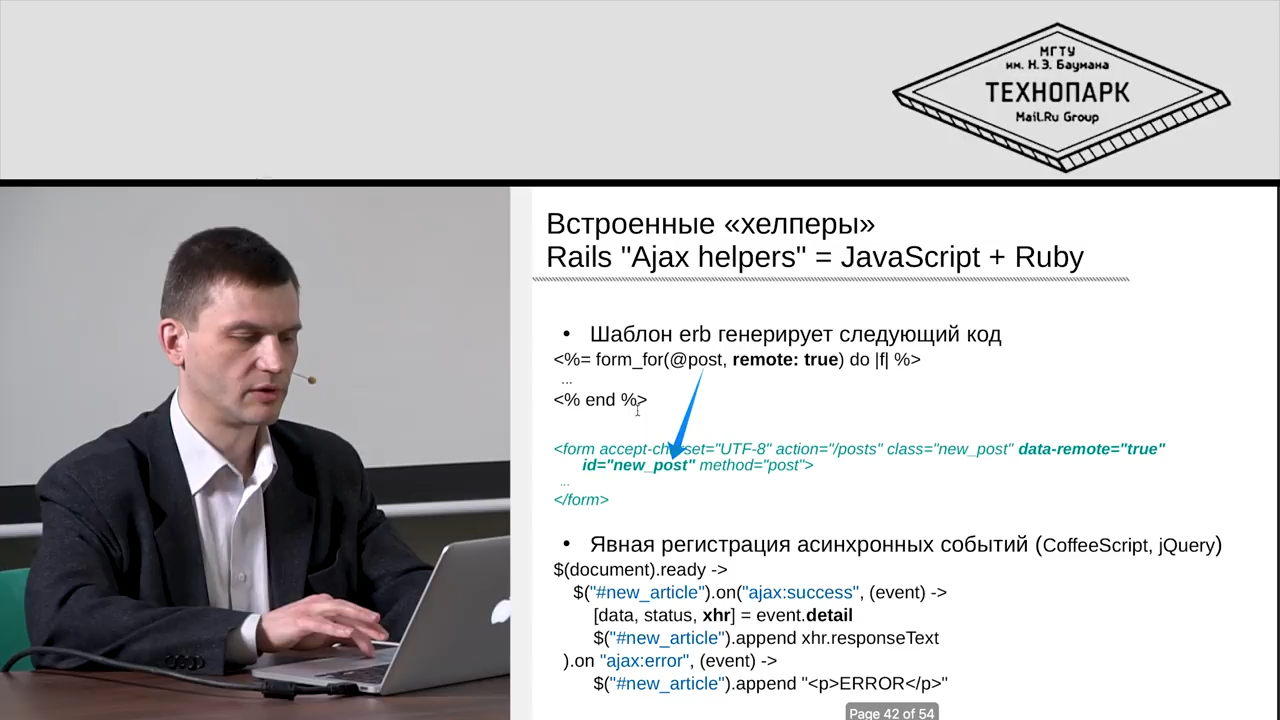 МГТУ
им. Н.Э. Баумана
ТЕХНОПАРК
Mail.Ru Group
Встроенные «хелперы»
Rails "Ajax helpers" = JavaScript + Ruby
• Шаблон erb генерирует следующий код
<%= form_for(@post, remote: true) do |f| %>
...
<% end %>
<form accept-charset="UTF-8" action="/posts" class="new_post" data-remote="true"
id="new_post" method="post">
...
</form>
• Явная регистрация асинхронных событий (CoffeeScript, jQuery)
$(document).ready ->
$("#new_article").on("ajax:success", (event) ->
[data, status, xhr] = event.detail
$("#new_article").append xhr.responseText
).on "ajax:error", (event) ->
$("#new_article").append "<p>ERROR</p>"
Page 42 of 54